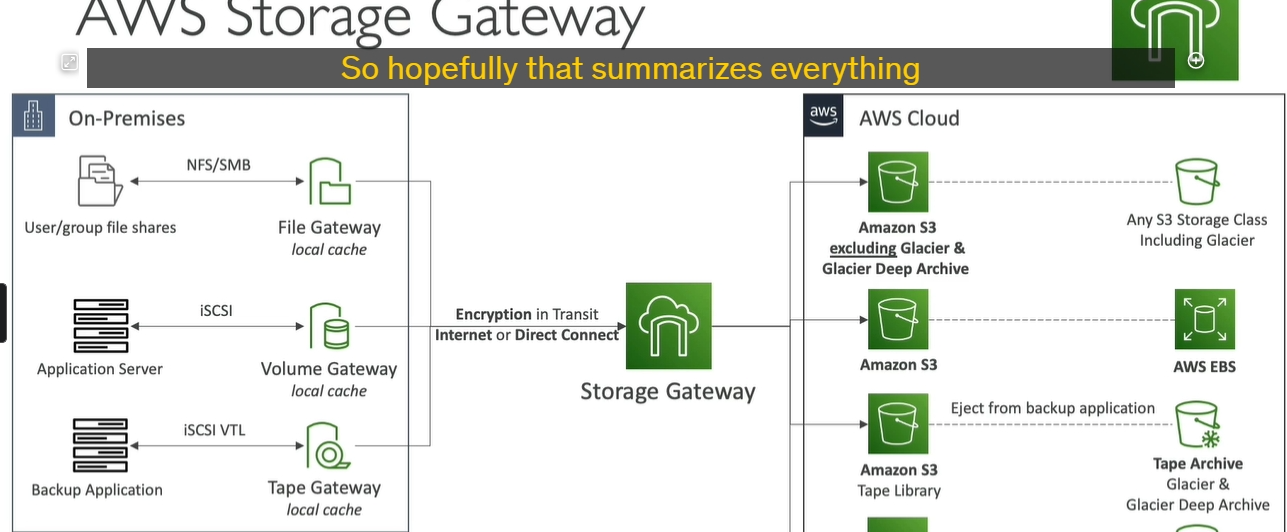 AWS Storage Gateway
So hopefully that summarizes everything
On-Premises
NFS/SMB
User/group file shares
File Gateway
local cache
iSCSI
Application Server
Volume Gateway
local cache
iSCSI VTL
Backup Application
Tape Gateway
local cache
Encryption in Transit
Internet or Direct Connect
Storage Gateway
aws
AWS Cloud
Amazon S3
excluding Glacier &
Glacier Deep Archive
Any S3 Storage Class
Including Glacier
Amazon S3
AWS EBS
Eject from backup application
Amazon S3
Tape Library
Tape Archive
Glacier &
Glacier Deep Archive